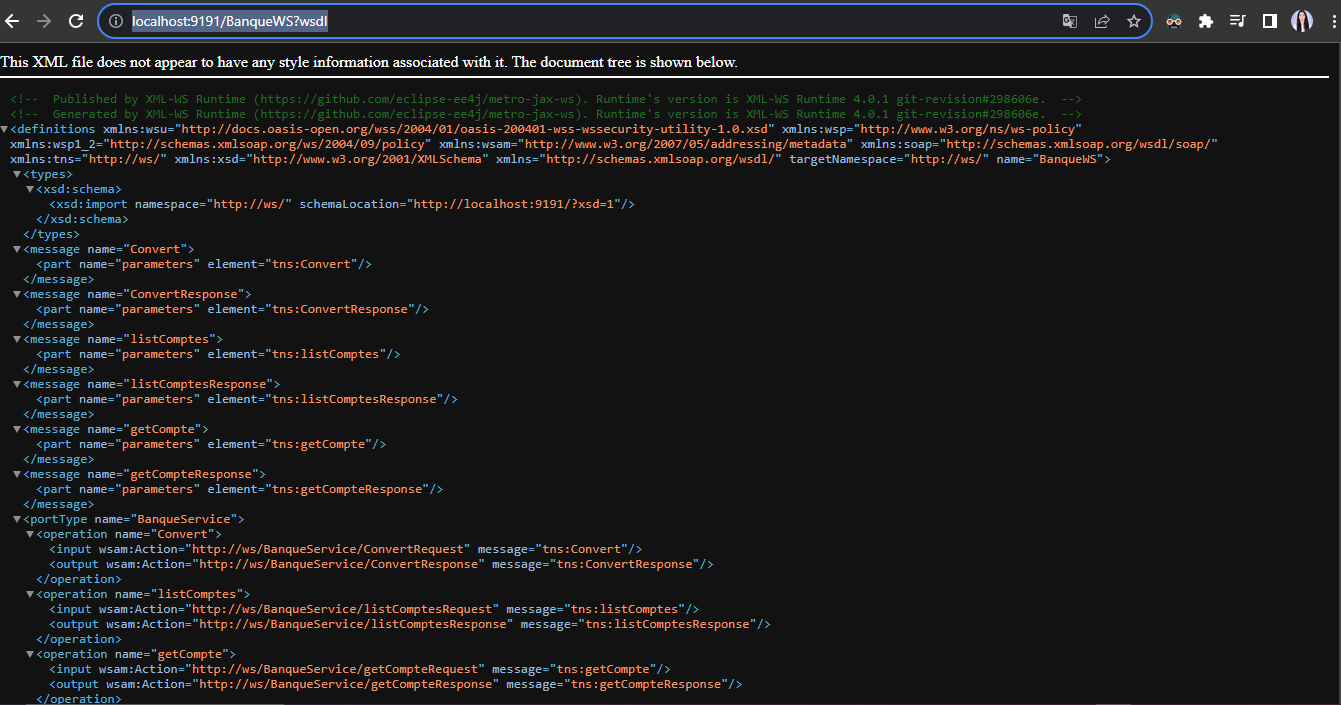 localhost:9191/BanqueWS?wsdl
This XML file does not appear to have any style information associated with it. The document tree is shown below.
<!-- Published by XML-WS Runtime (https://github.com/eclipse-ee4j/metro-jax-ws). Runtime's version is XML-WS Runtime 4.0.1 git-revision#298606e. -->
<!-- Generated by XML-WS Runtime (https://github.com/eclipse-ee4j/metro-jax-ws). Runtime's version is XML-WS Runtime 4.0.1 git-revision#298606e. -->
<definitions xmlns:wsu="http://docs.oasis-open.org/wss/2004/01/oasis-200401-wss-wssecurity-utility-1.0.xsd" xmlns:wsp="http://www.w3.org/ns/ws-policy"
xmlns:wsp1_2="http://schemas.xmlsoap.org/ws/2004/09/policy" xmlns:wsam="http://www.w3.org/2007/05/addressing/metadata" xmlns:soap="http://schemas.xmlsoap.org/wsdl/soap/"
xmlns:tns="http://ws/" xmlns:xsd="http://www.w3.org/2001/XMLSchema" xmlns="http://schemas.xmlsoap.org/wsdl/" targetNamespace="http://ws/" name="BanqueWS">
<types>
<xsd:schema>
<xsd:import namespace="http://ws/" schemaLocation="http://localhost:9191/?xsd=1"/>
</xsd:schema>
</types>
<message name="Convert">
<part name="parameters" element="tns:Convert"/>
</message>
<message name="ConvertResponse">
<part name="parameters" element="tns:ConvertResponse"/>
</message>
<message name="listComptes">
<part name="parameters" element="tns:listComptes"/>
</message>
<message name="listComptesResponse">
<part name="parameters" element="tns:listComptesResponse"/>
</message>
<message name="getCompte">
<part name="parameters" element="tns:getCompte"/>
</message>
<message name="getCompteResponse">
<part name="parameters" element="tns:getCompteResponse"/>
</message>
<portType name="BanqueService">
<operation name="Convert">
<input wsam:Action="http://ws/BanqueService/ConvertRequest" message="tns:Convert"/>
<output wsam:Action="http://ws/BanqueService/ConvertResponse" message="tns:ConvertResponse"/>
</operation>
<operation name="listComptes">
<input wsam:Action="http://ws/BanqueService/listComptesRequest" message="tns:listComptes"/>
<output wsam:Action="http://ws/BanqueService/listComptesResponse" message="tns:listComptesResponse"/>
</operation>
<operation name="getCompte">
<input wsam:Action="http://ws/BanqueService/getCompteRequest" message="tns:getCompte"/>
<output wsam:Action="http://ws/BanqueService/getCompteResponse" message="tns:getCompteResponse"/>
</operation>